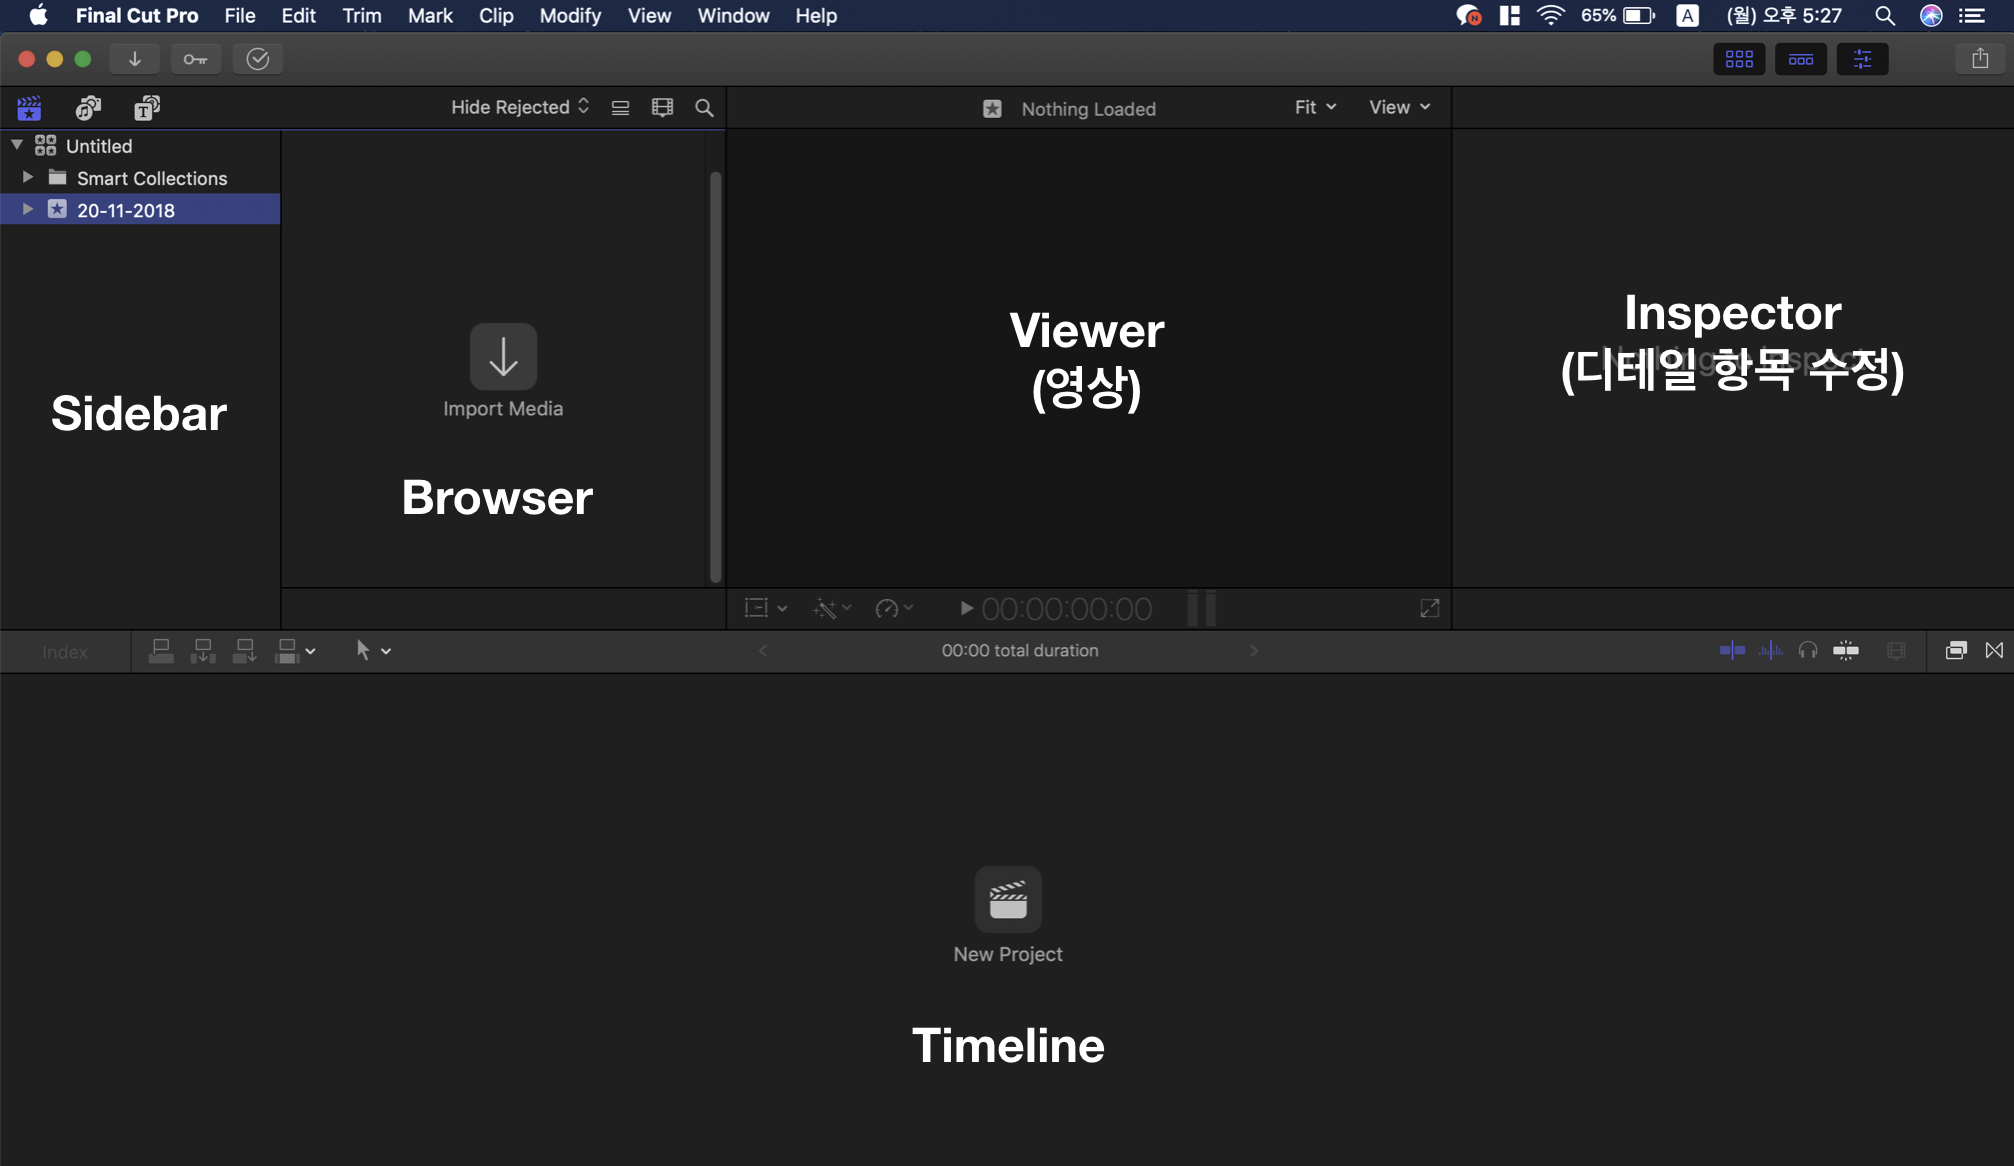 Final Cut Pro File Edit Trim Mark Clip Modify View Window Help 65% A (월) 오후 5:27
Hide Rejected
Nothing Loaded Fit View
Untitled
Smart Collections
20-11-2018
Sidebar
Import Media
Browser
Viewer
(영상)
Inspector
Nothing to Inspect
(디테일 항목 수정)
00:00:00:00
Index
00:00 total duration
New Project
Timeline